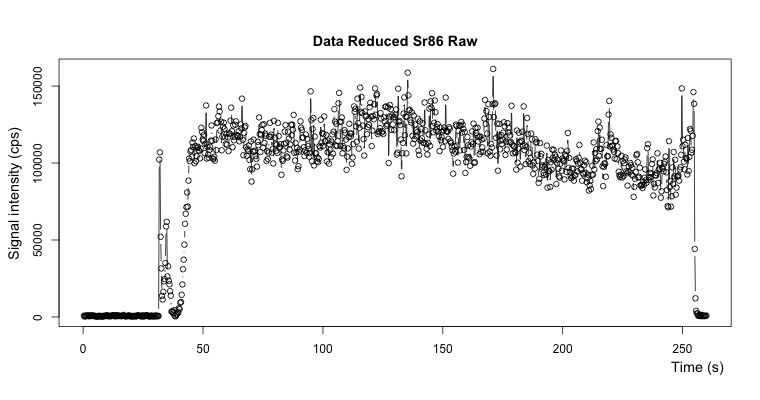 Data Reduced Sr86 Raw
Signal intensity (cps)
150000
100000
50000
0
0 50 100 150 200 250
Time (s)